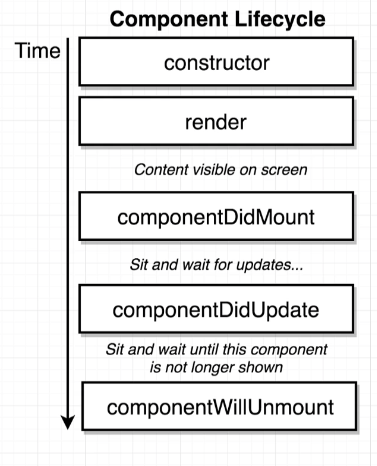 Component Lifecycle
Time
constructor
render
Content visible on screen
componentDidMount
Sit and wait for updates...
componentDidUpdate
Sit and wait until this component
is not longer shown
componentWillUnmount